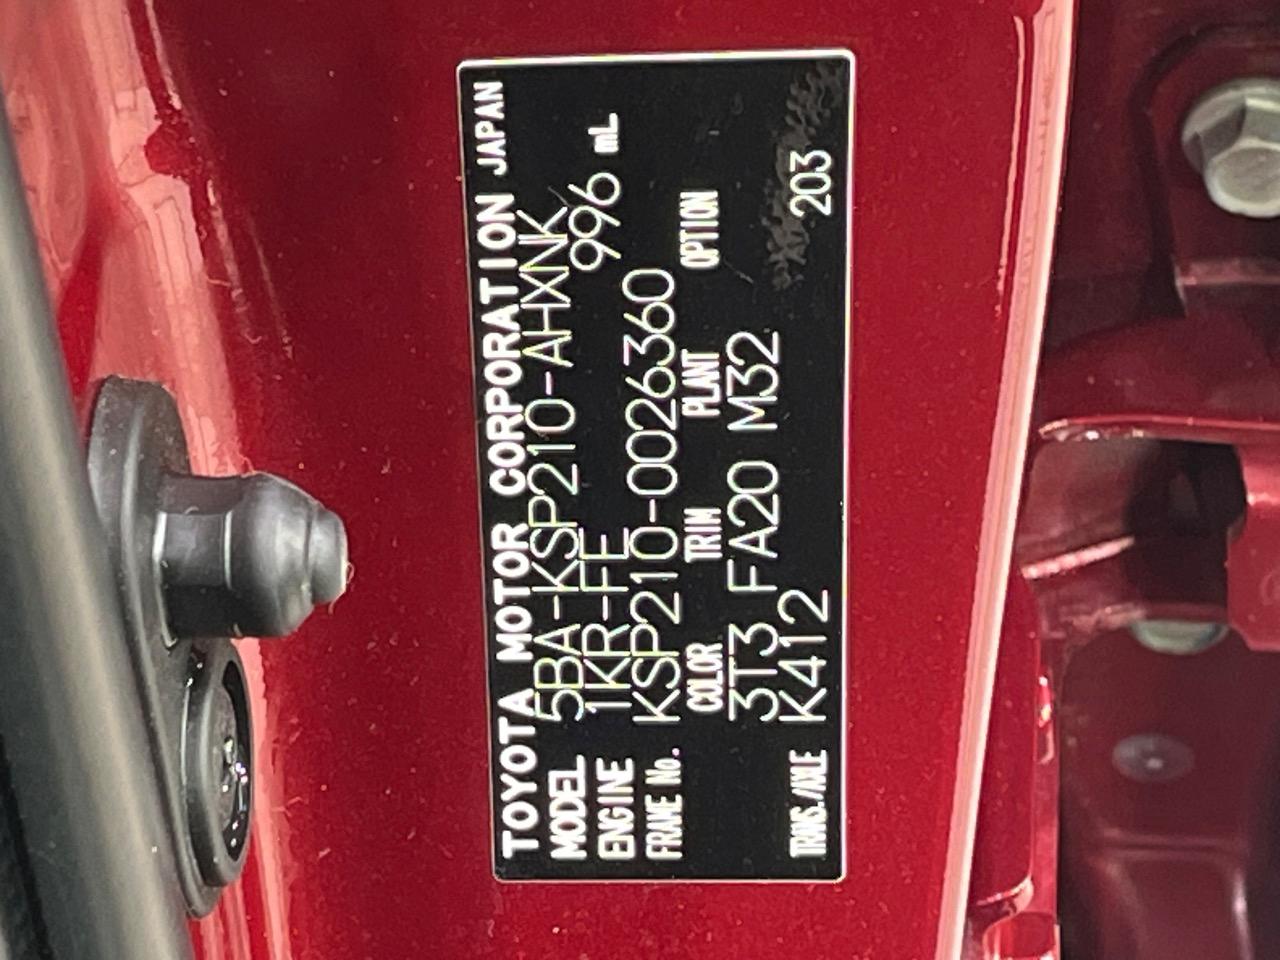 TOYOTA MOTOR CORPORATION JAPAN
MODEL 5BA-KSP210-AHXNK
ENGINE 1KR-FE 996 mL
FRAME No. KSP210-0026360
COLOR TRIM PLANT OPTION
3T3 FA20 M32
TRANS./AXLE K412 203